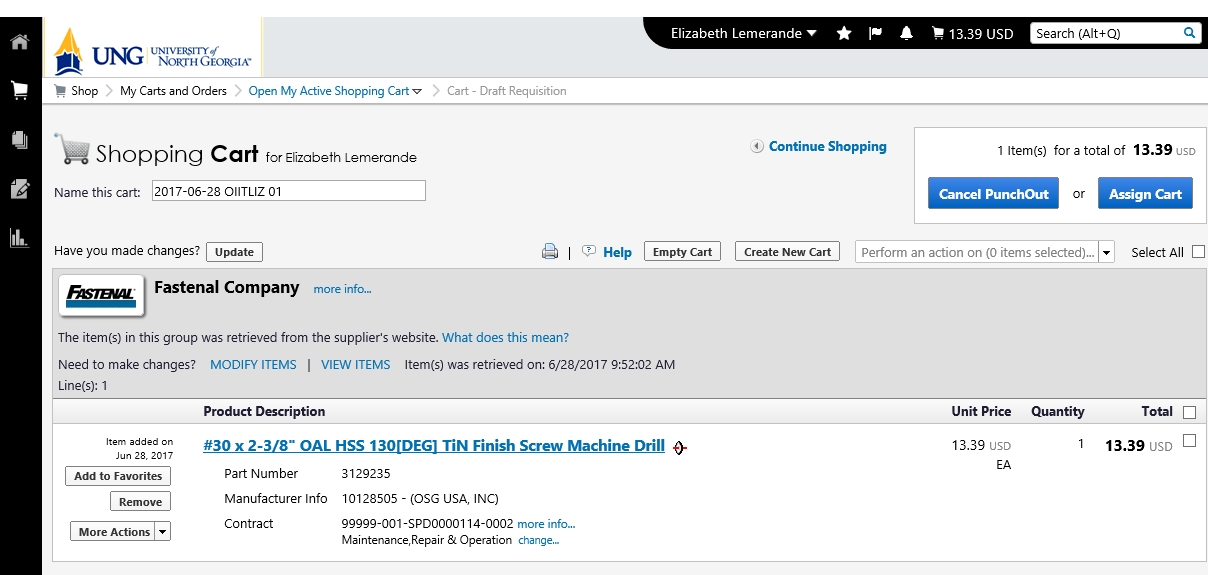 Elizabeth Lemerande
13.39 USD
Search (Alt+Q)
UNG UNIVERSITY of NORTH GEORGIA™
Shop
My Carts and Orders
Open My Active Shopping Cart
Cart - Draft Requisition
Shopping Cart for Elizabeth Lemerande
Continue Shopping
1 Item(s) for a total of 13.39 USD
Name this cart: 2017-06-28 OIITLIZ 01
Cancel PunchOut or Assign Cart
Have you made changes? Update
| Help Empty Cart Create New Cart Perform an action on (0 items selected)... Select All
FASTENAL Fastenal Company more info...
The item(s) in this group was retrieved from the supplier's website. What does this mean?
Need to make changes? MODIFY ITEMS | VIEW ITEMS Item(s) was retrieved on: 6/28/2017 9:52:02 AM
Line(s): 1
Product Description Unit Price Quantity Total
Item added on
Jun 28, 2017
#30 x 2-3/8" OAL HSS 130[DEG] TiN Finish Screw Machine Drill 13.39 USD 1 13.39 USD
EA
Add to Favorites
Part Number 3129235
Remove
Manufacturer Info 10128505 - (OSG USA, INC)
More Actions
Contract 99999-001-SPD0000114-0002 more info...
Maintenance,Repair & Operation change...